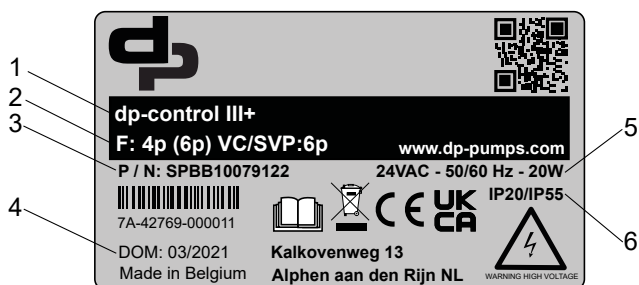 dp
1
dp-control III+
2
F: 4p (6p) VC/SVP:6p
www.dp-pumps.com
3
P / N: SPBB10079122
24VAC - 50/60 Hz - 20W
5
7A-42769-000011
CE
UK
CA
IP20/IP55
6
4
DOM: 03/2021
Made in Belgium
Kalkovenweg 13
Alphen aan den Rijn NL
WARNING HIGH VOLTAGE